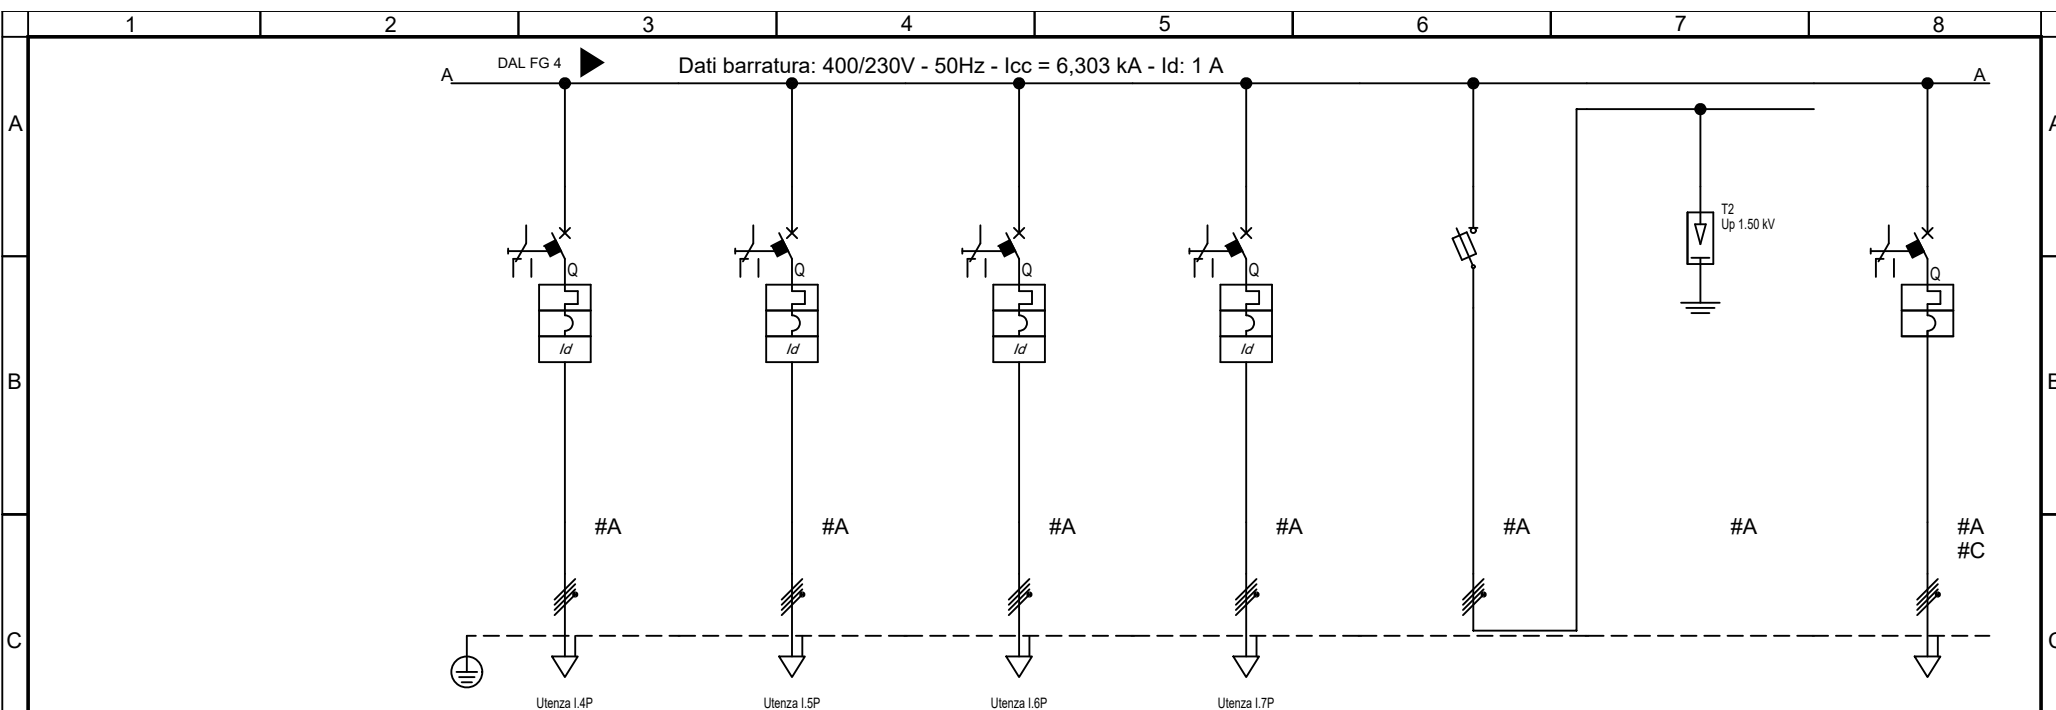 1 2 3 4 5 6 7 8
DAL FG 4
Dati barratura: 400/230V - 50Hz - Icc = 6,303 kA - Id: 1 A
A A
A A
T2
Up 1.50 kV
Q Q Q Q Q
Id Id Id Id
B B
#A #A #A #A #A #A #A
#C
C C
Utenza I.4P Utenza I.5P Utenza I.6P Utenza I.7P